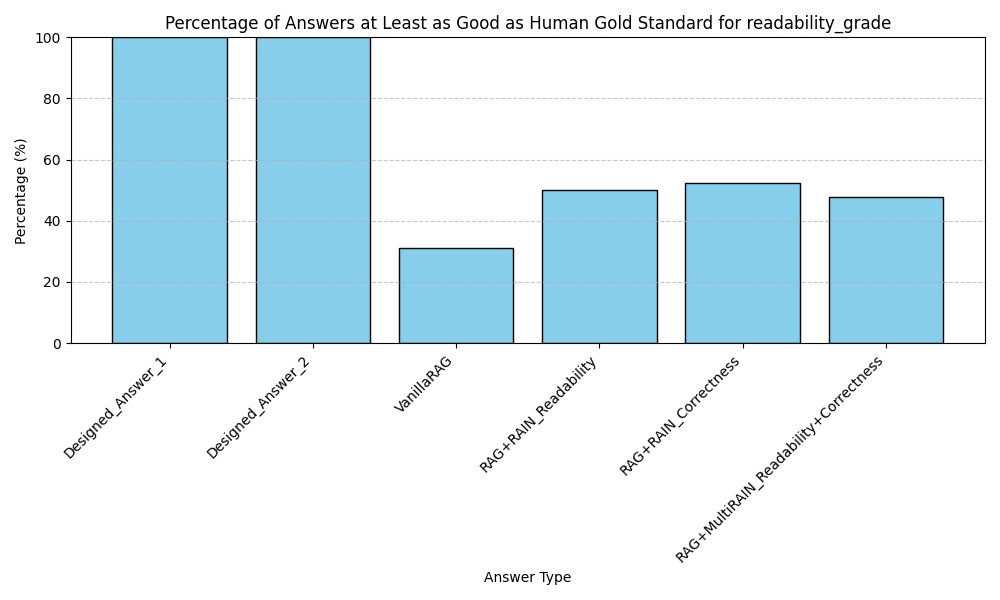 Percentage of Answers at Least as Good as Human Gold Standard for readability_grade
Percentage (%)
100
80
60
40
20
0
Designed_Answer_1
Designed_Answer_2
VanillaRAG
RAG+RAIN_Readability
RAG+RAIN_Correctness
RAG+MultiRAIN_Readability+Correctness
Answer Type